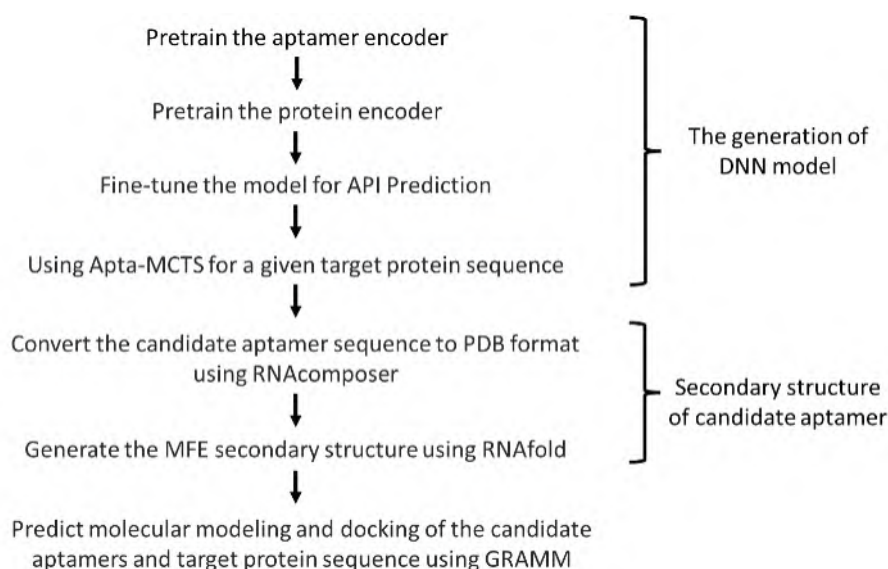 Pretrain the aptamer encoder
Pretrain the protein encoder
Fine-tune the model for API Prediction
Using Apta-MCTS for a given target protein sequence
The generation of
DNN model
Convert the candidate aptamer sequence to PDB format
using RNAcomposer
Generate the MFE secondary structure using RNAfold
Secondary structure
of candidate aptamer
Predict molecular modeling and docking of the candidate
aptamers and target protein sequence using GRAMM